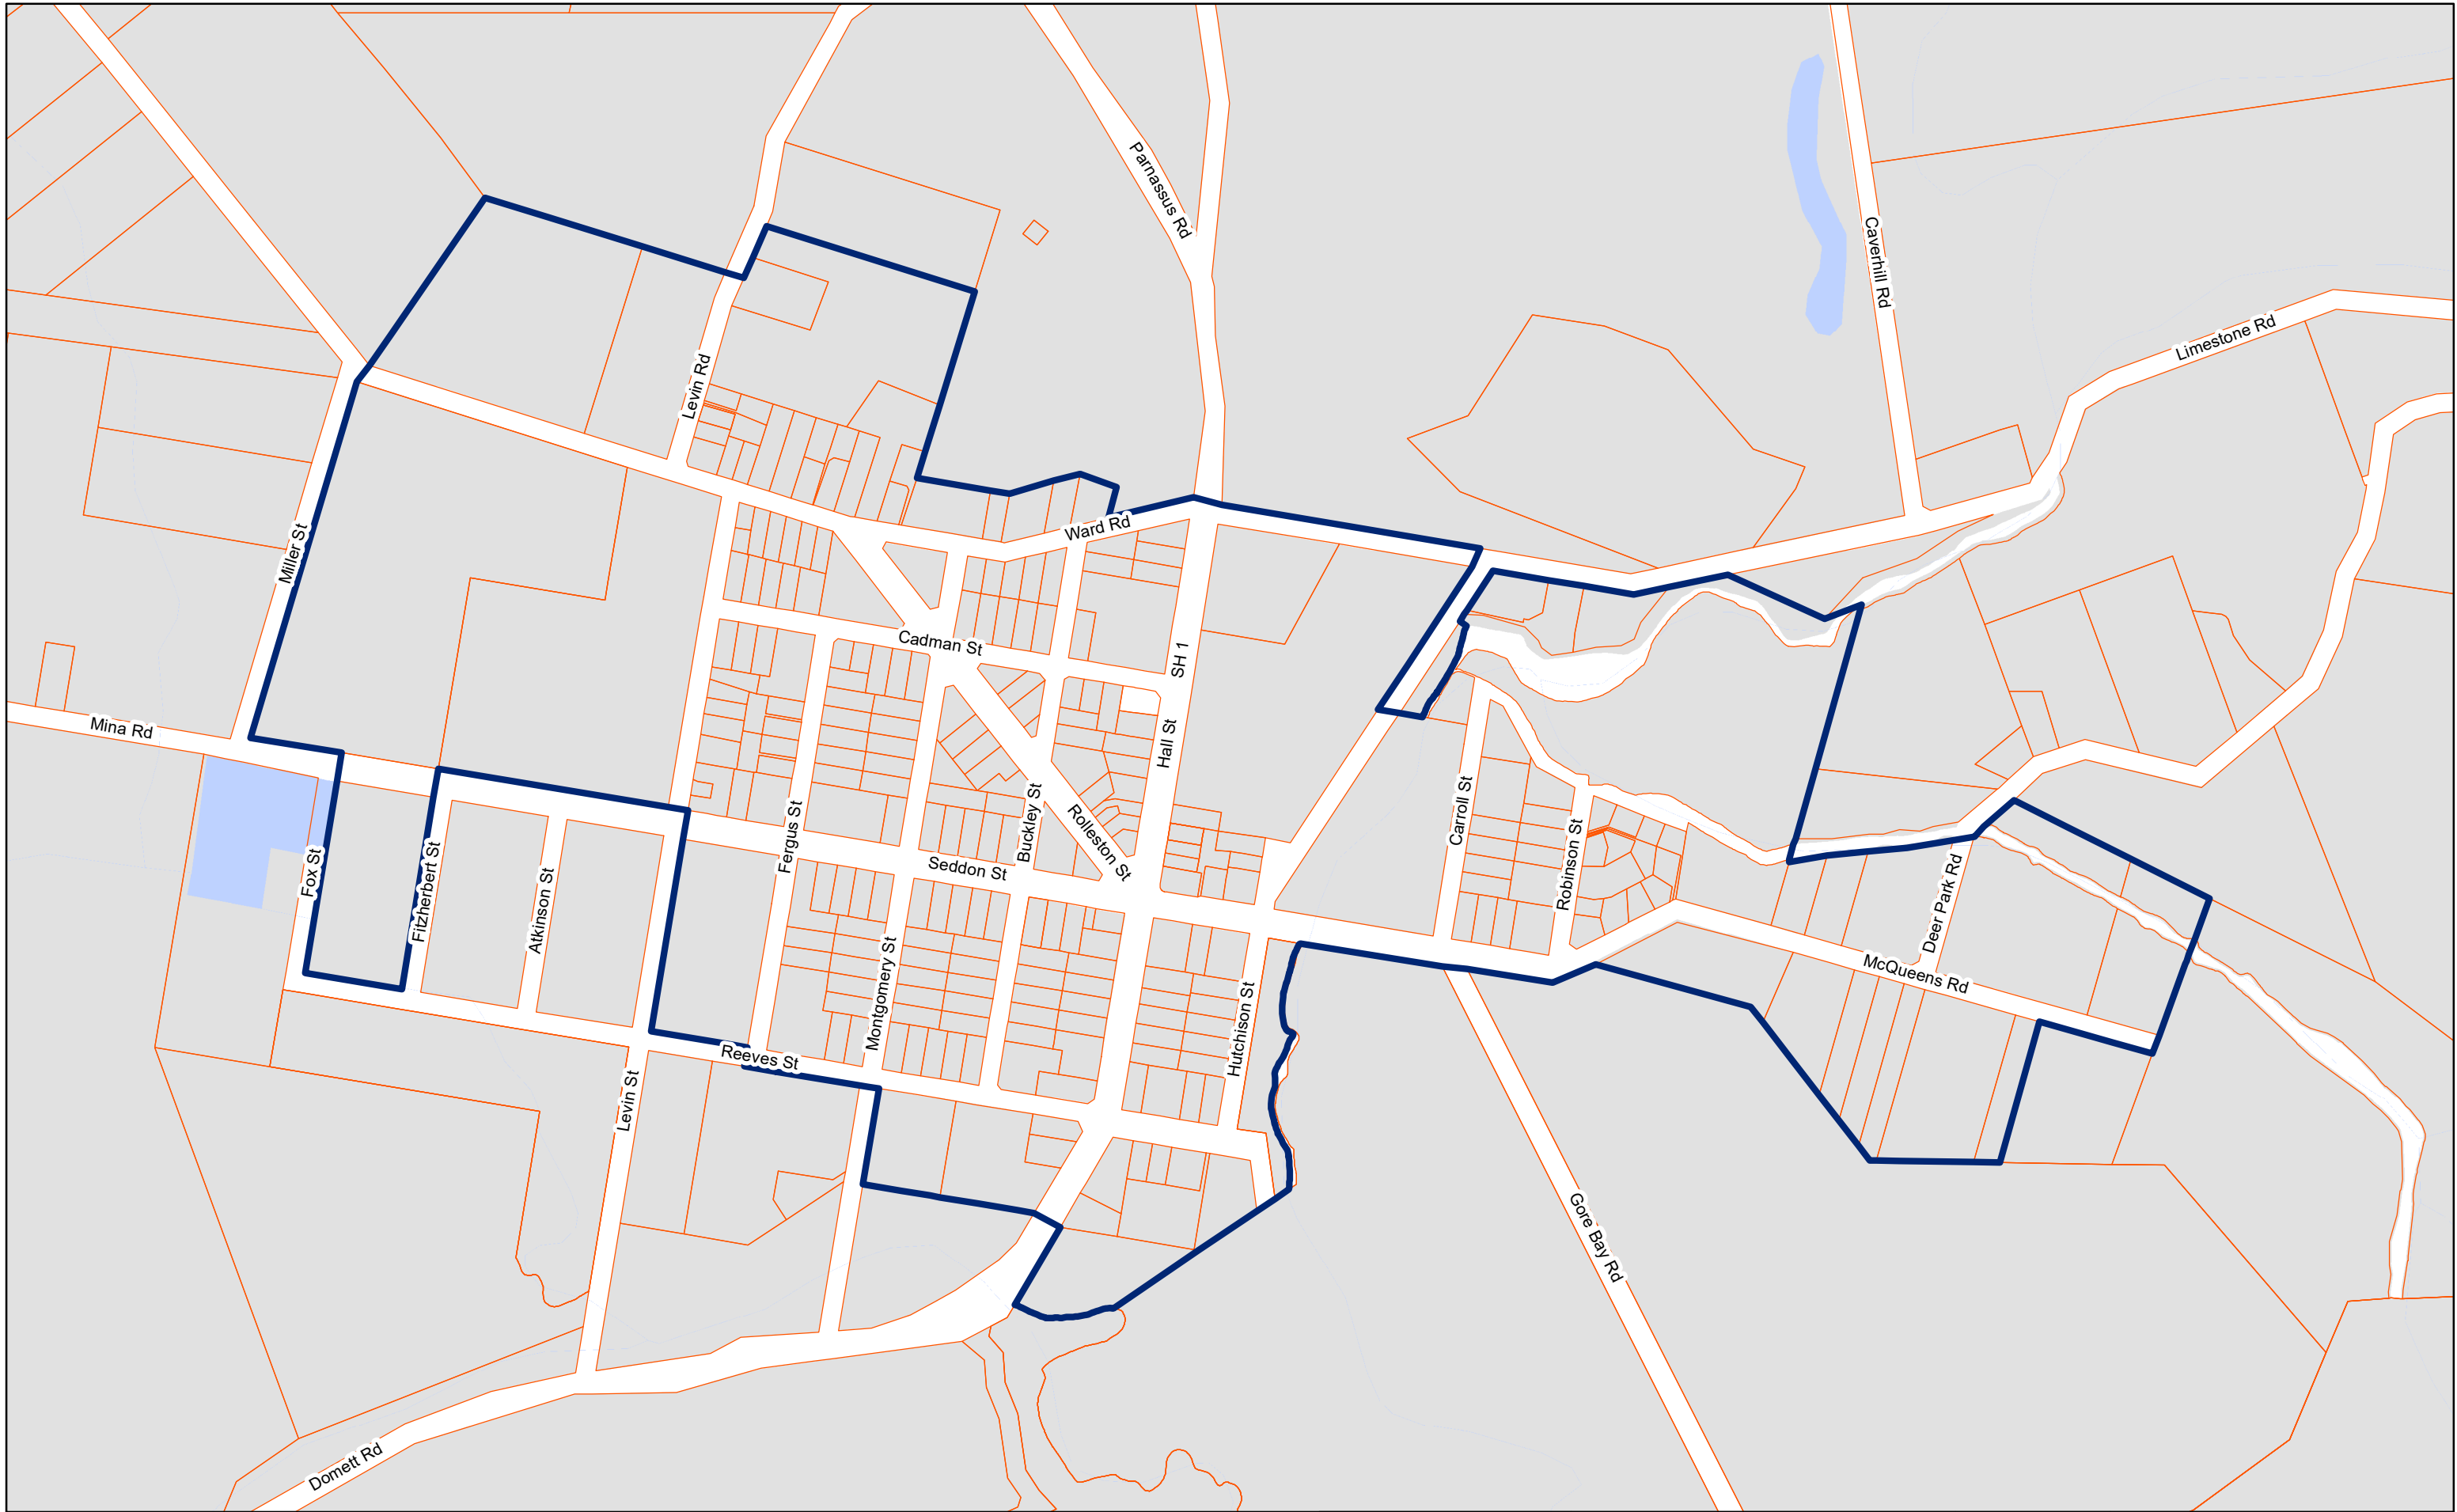 Parnassus Rd
Caverhill Rd
Limestone Rd
Levin Rd
Ward Rd
Miller St
Cadman St
SH 1
Mina Rd
Hall St
Carroll St
Buckley St
Rolleston St
Fergus St
Seddon St
Robinson St
Fox St
Fitzherbert St
Atkinson St
Deer Park Rd
McQueens Rd
Montgomery St
Hutchison St
Reeves St
Levin St
Gore Bay Rd
Domett Rd